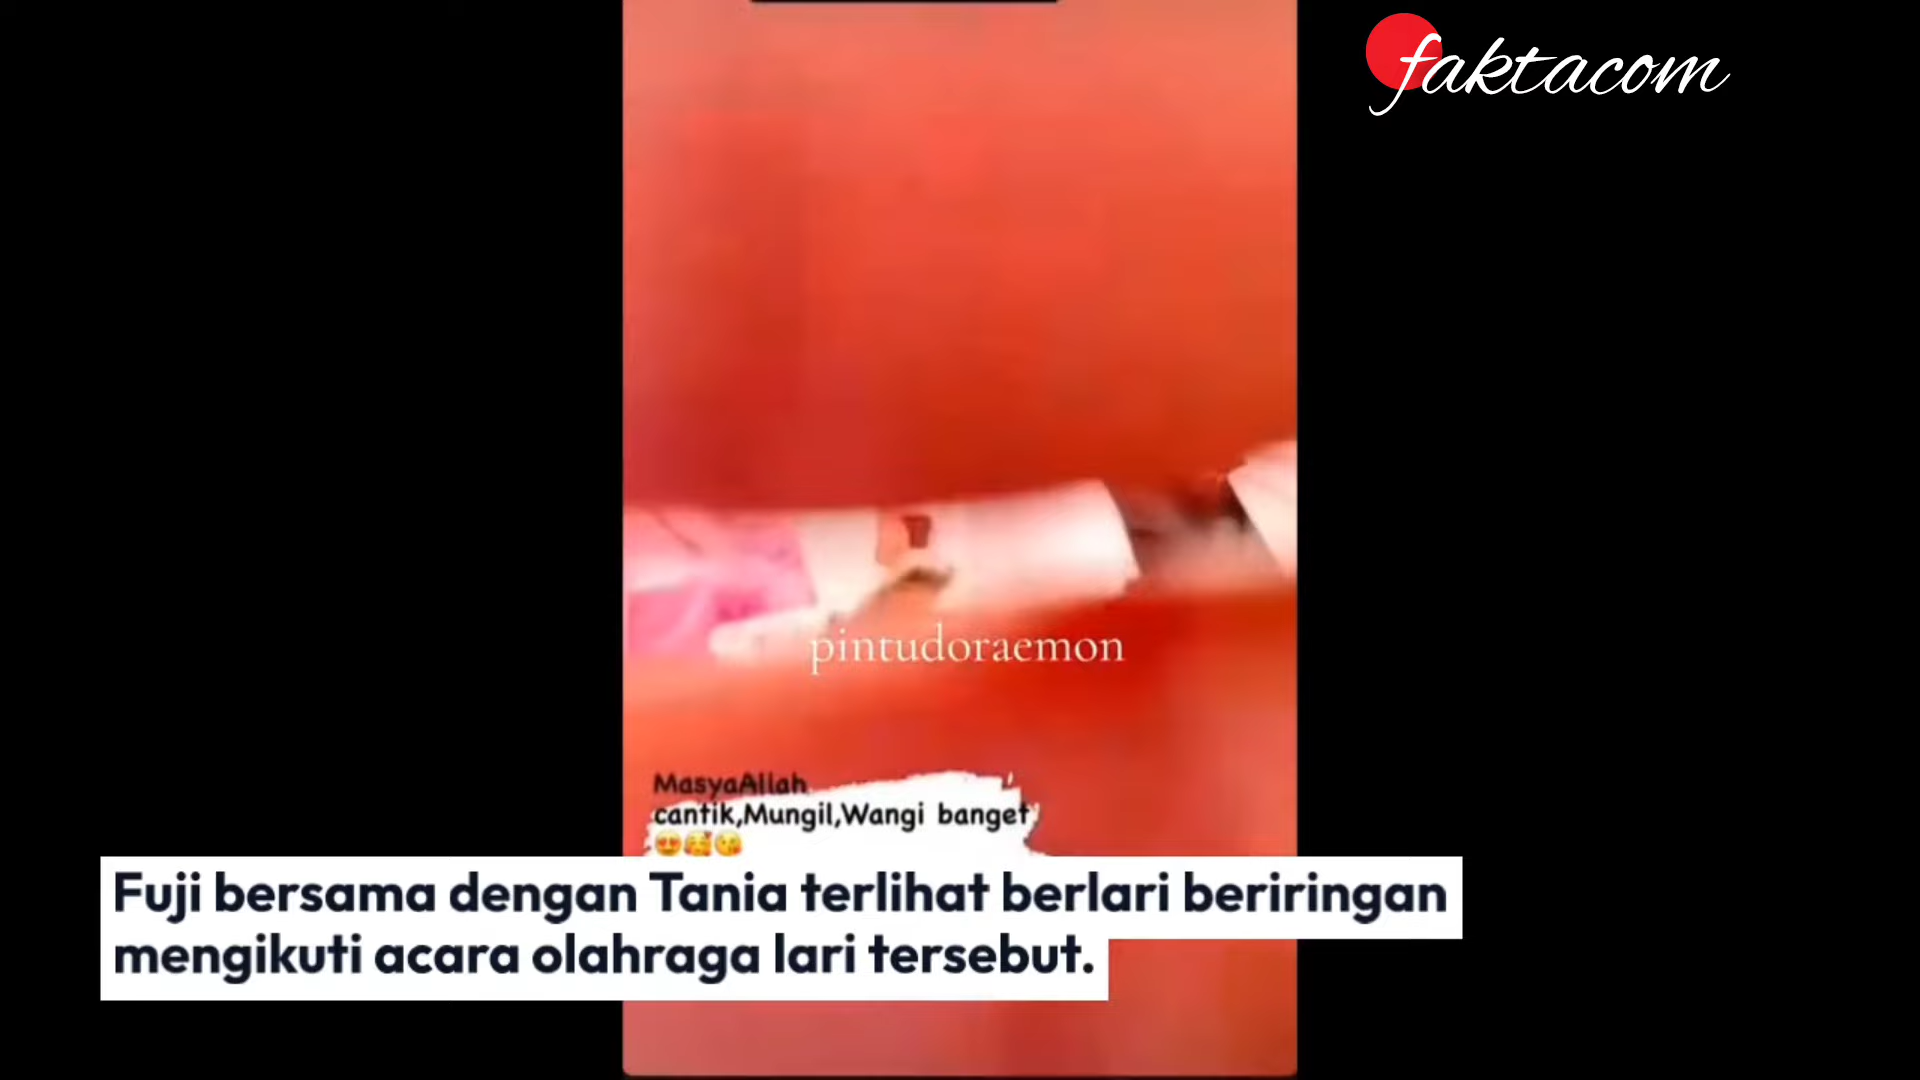 faktacom
pintudoraemon
MasyaAllah
cantik,Mungil,Wangi banget
😍🥰😘
Fuji bersama dengan Tania terlihat berlari beriringan
mengikuti acara olahraga lari tersebut.